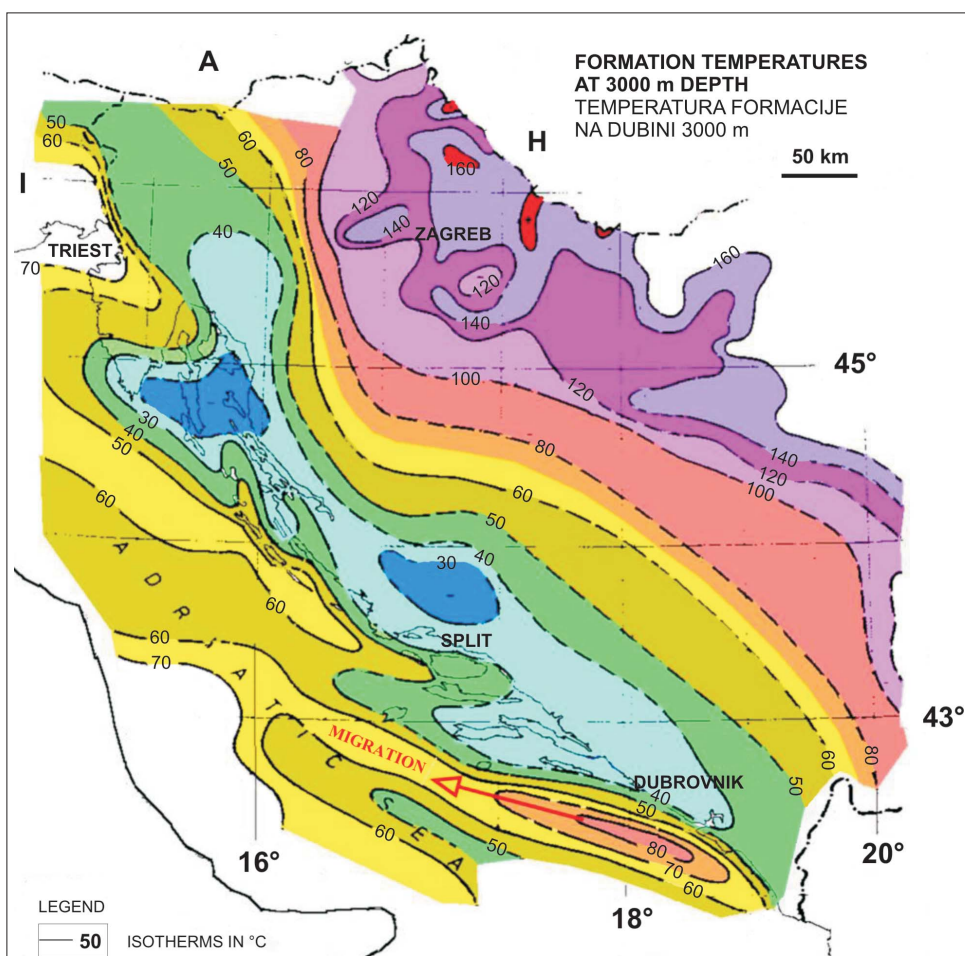 A
FORMATION TEMPERATURES
AT 3000 m DEPTH
TEMPERATURA FORMACIJE
NA DUBINI 3000 m
H
50 km
I
50
60
60
50
80
160
120
140
ZAGREB
TRIEST
70
40
120
140
160
45°
100
120
30
40
50
80
140
120
100
60
60
50
40
30
SPLIT
60
60
70
ADRIATIC SEA
MIGRATION
43°
DUBROVNIK
40
50
60
80
50
60
50
80
70
60
16°
18°
20°
LEGEND
50 ISOTHERMS IN °C